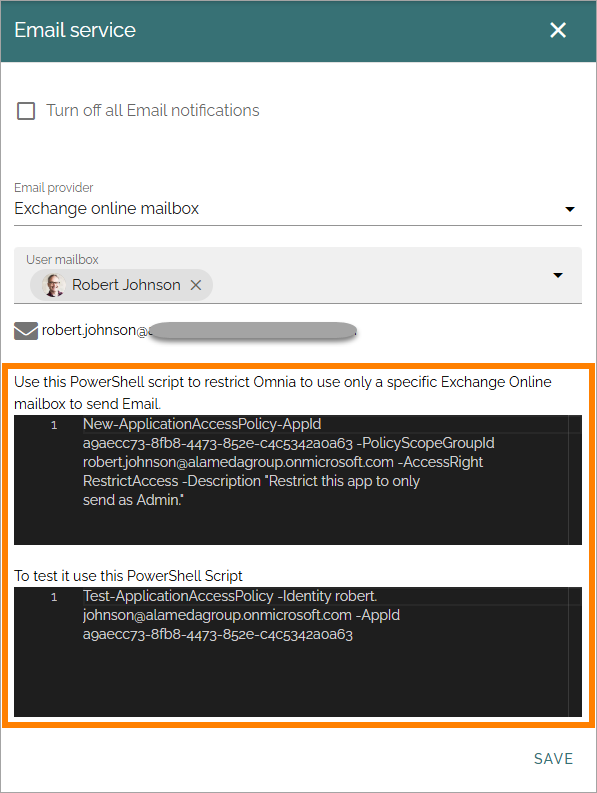 Email service
Turn off all Email notifications
Email provider
Exchange online mailbox
User mailbox
Robert Johnson
robert.johnson@
Use this PowerShell script to restrict Omnia to use only a specific Exchange Online
mailbox to send Email.
1 New-ApplicationAccessPolicy-AppId
a9aecc73-8fb8-4473-852e-c4c5342a0a63 -PolicyScopeGroupId
robert.johnson@alamedagroup.onmicrosoft.com -AccessRight
RestrictAccess -Description "Restrict this app to only
send as Admin."
To test it use this PowerShell Script
1 Test-ApplicationAccessPolicy -Identity robert.
johnson@alamedagroup.onmicrosoft.com -AppId
a9aecc73-8fb8-4473-852e-c4c5342a0a63
SAVE